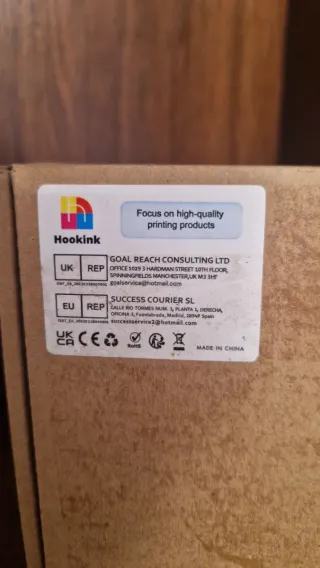 Hookink
Focus on high-quality
printing products
UK REP
GOAL REACH CONSULTING LTD
OFFICE 1029 3 HARDMAN STREET 10TH FLOOR,
SPINNINGFIELDS MANCHESTER,UK M3 3HF
goalservice@hotmail.com
EU REP
SUCCESS COURIER SL
CALLE RIO TORMES NUM. 1, PLANTA 1, DERECHA,
OFICINA 3, Fuenlabrada, Madrid, 28947 Spain
successservice2@hotmail.com
UK CA CE RoHS
MADE IN CHINA